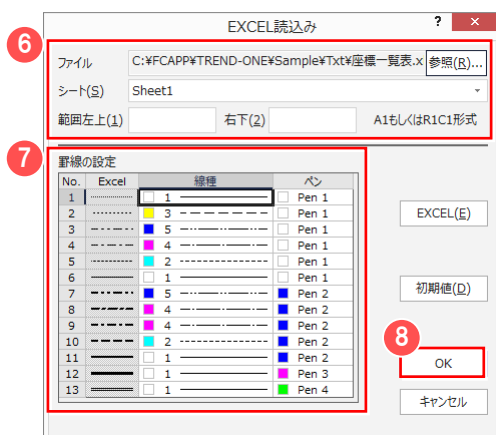 EXCEL読込み ? ×
6
ファイル C:¥FCAPP¥TREND-ONE¥Sample¥Txt¥座標一覧表.x 参照(R)...
シート(S) Sheet1
範囲左上(1) 右下(2) A1もしくはR1C1形式
7
罫線の設定
No. Excel 線種 ペン
1 1 Pen 1
2 3 Pen 1
3 5 Pen 1
4 4 Pen 1
5 2 Pen 1
6 1 Pen 1
7 5 Pen 2
8 4 Pen 2
9 4 Pen 2
10 2 Pen 2
11 1 Pen 2
12 1 Pen 3
13 1 Pen 4
EXCEL(E)
初期値(D)
8
OK
キャンセル